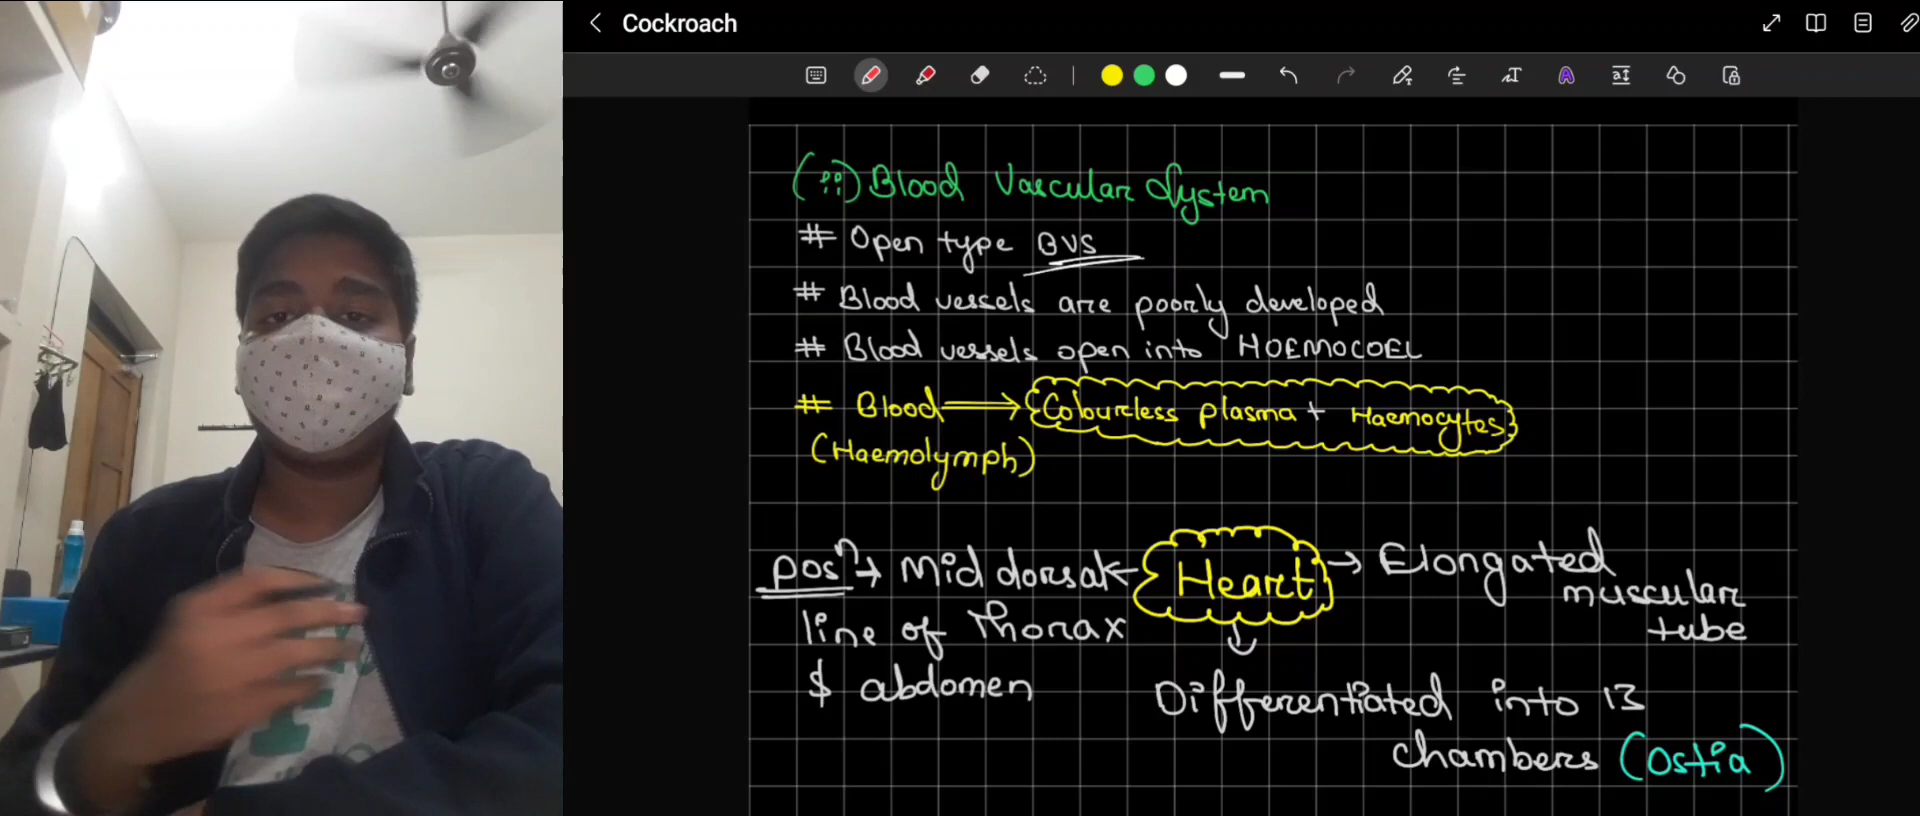 Cockroach
(ii) Blood Vascular System
# Open type BVS
# Blood vessels are poorly developed
# Blood vessels open into HOEMOCOEL
# Blood ⟹ Colourless plasma + Haemocytes
(Haemolymph)
posⁿ → Mid dorsal ← Heart → Elongated
muscular
tube
line of Thorax
$ abdomen
↓
Differentiated into 13
chambers (Ostia)